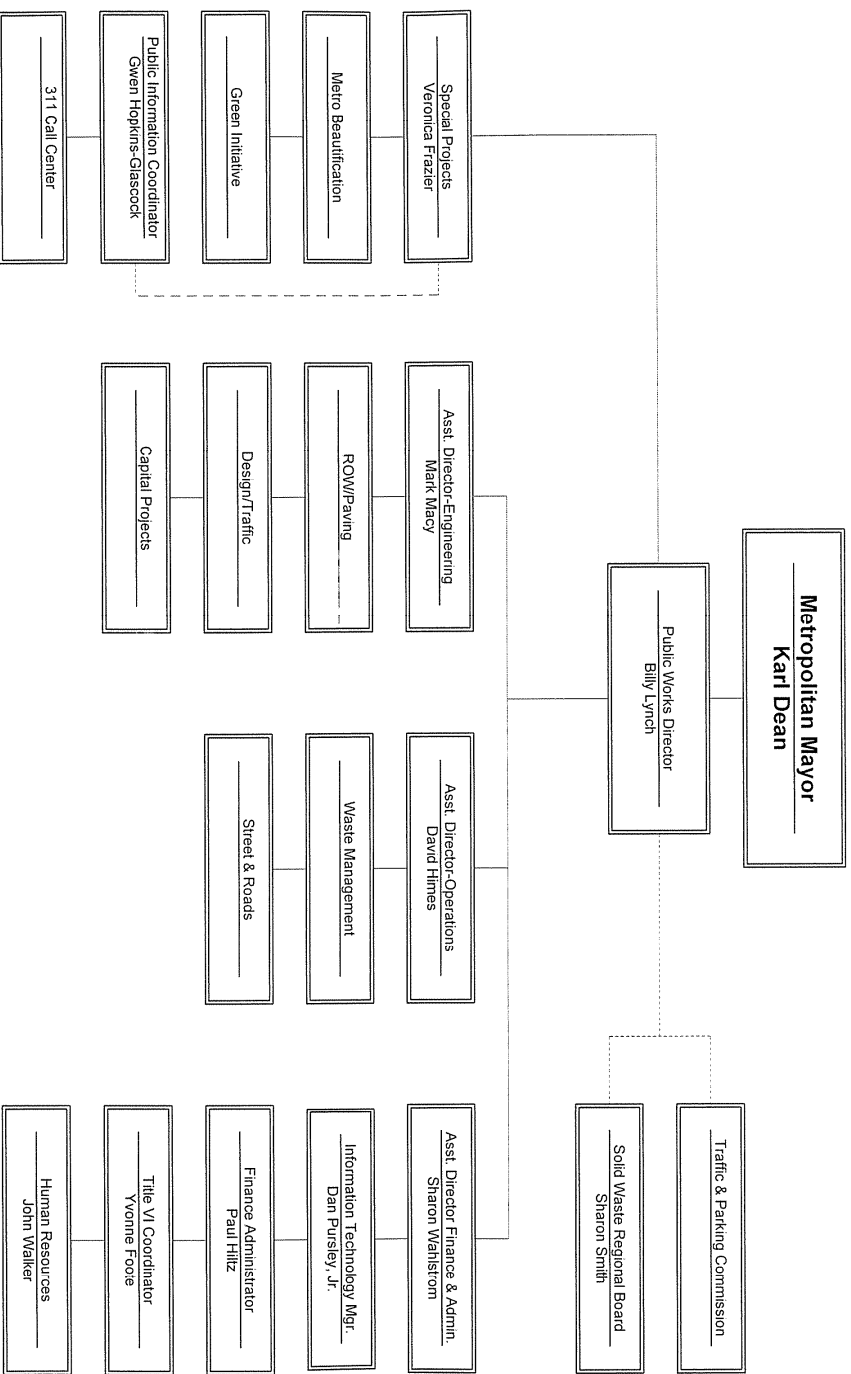 Metropolitan Mayor
Karl Dean
Public Works Director
Billy Lynch
Traffic & Parking Commission
Solid Waste Regional Board
Sharon Smith
Special Projects
Veronica Frazier
Metro Beautification
Green Initiative
Public Information Coordinator
Gwen Hopkins-Glascock
311 Call Center
Asst. Director-Engineering
Mark Macy
ROW/Paving
Design/Traffic
Capital Projects
Asst. Director-Operations
David Himes
Waste Management
Street & Roads
Asst. Director Finance & Admin.
Sharon Wahlstrom
Information Technology Mgr.
Dan Pursley, Jr.
Finance Administrator
Paul Hiltz
Title VI Coordinator
Yvonne Foote
Human Resources
John Walker